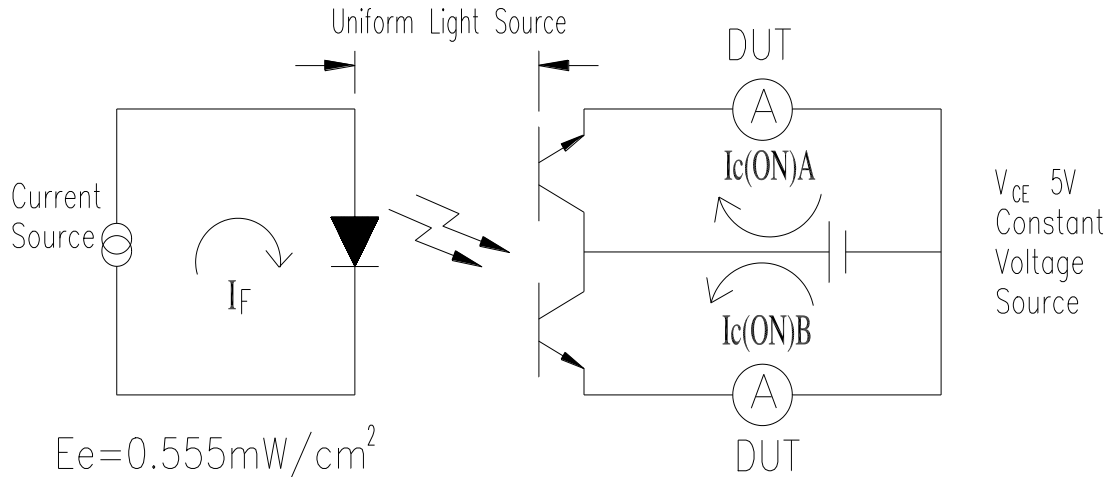 Uniform Light Source
DUT
A
Ic(ON)A
Current
Source
IF
VCE 5V
Constant
Voltage
Source
Ic(ON)B
A
DUT
Ee=0.555mW/cm²